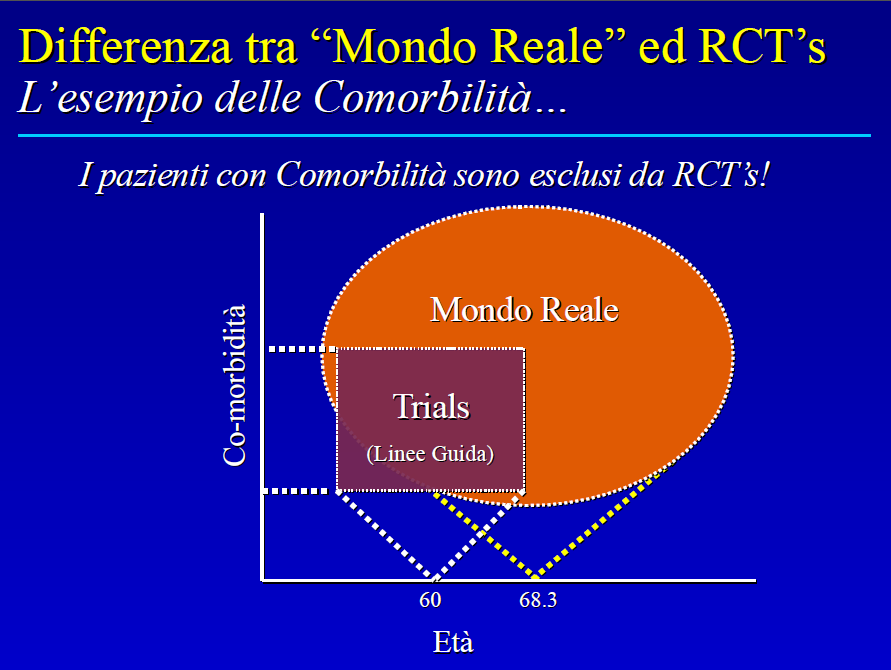 Differenza tra “Mondo Reale” ed RCT’s
L’esempio delle Comorbilità…
I pazienti con Comorbilità sono esclusi da RCT’s!
Mondo Reale
Co-morbidità
Trials
(Linee Guida)
60
68.3
Età